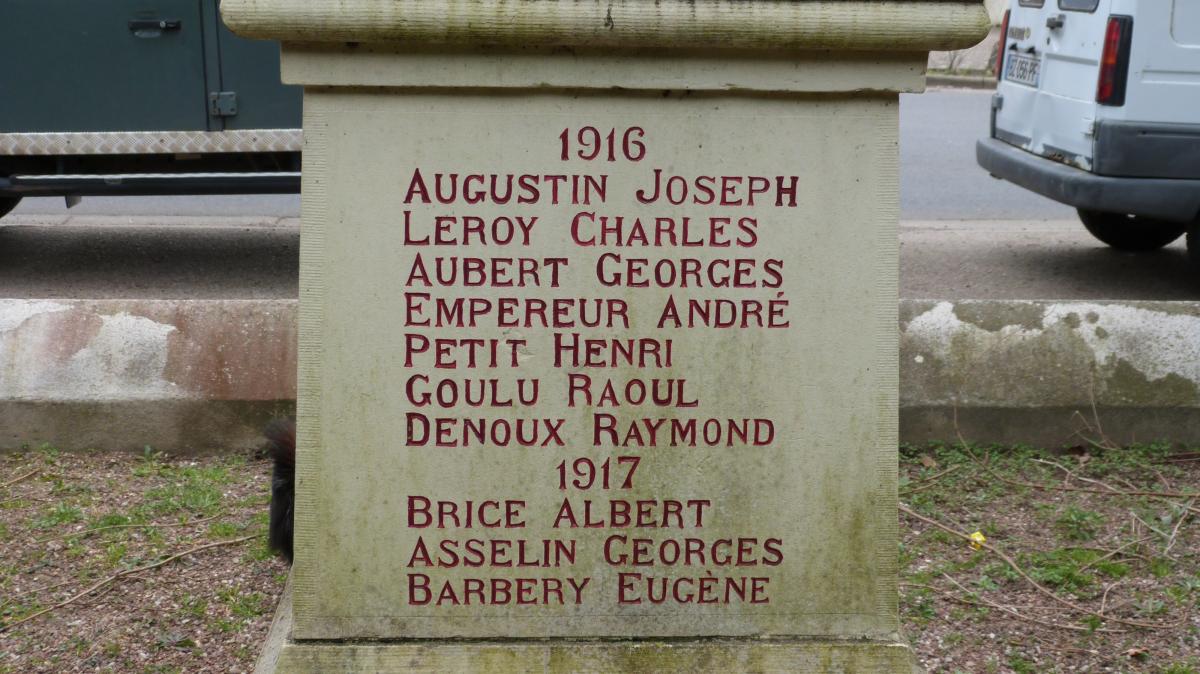 1916
AUGUSTIN JOSEPH
LEROY CHARLES
AUBERT GEORGES
EMPEREUR ANDRÉ
PETIT HENRI
GOULU RAOUL
DENOUX RAYMOND
1917
BRICE ALBERT
ASSELIN GEORGES
BARBERY EUGÈNE